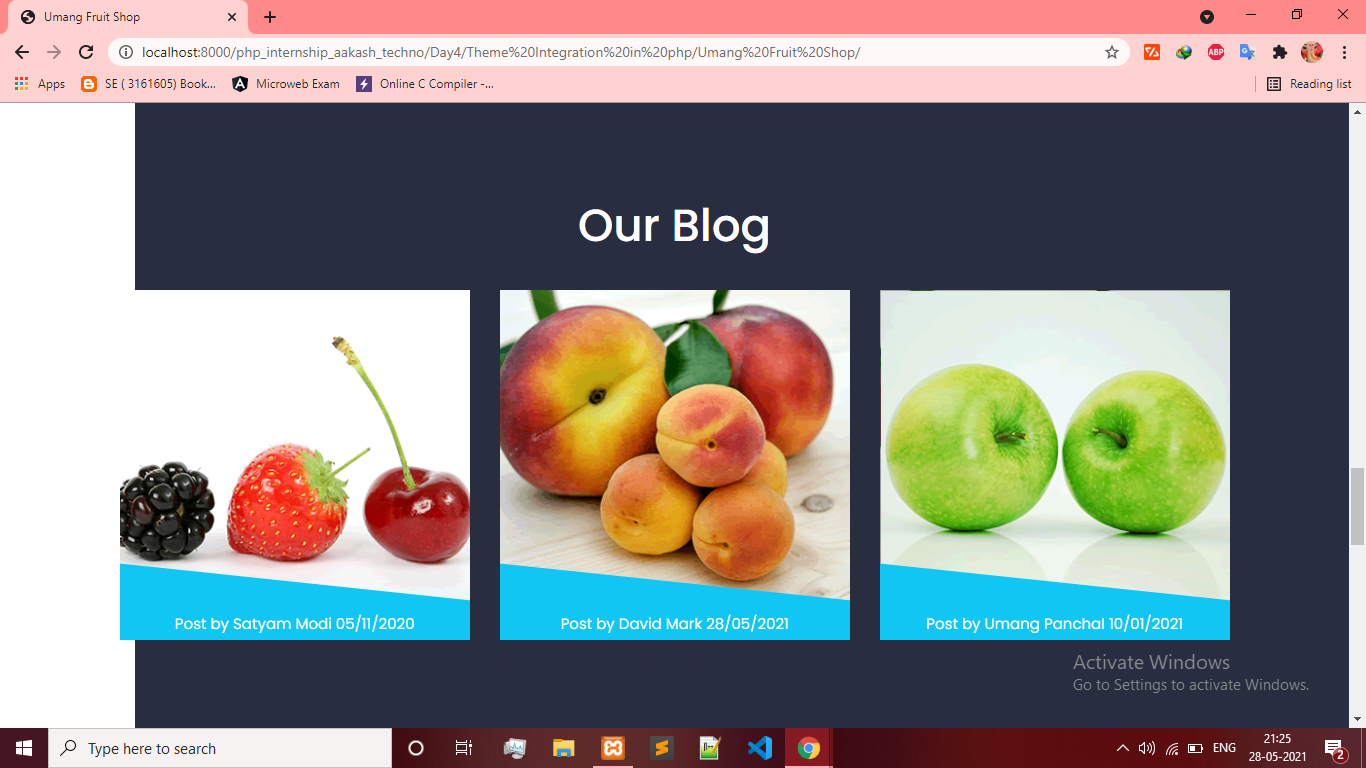 Umang Fruit Shop
localhost:8000/php_internship_aakash_techno/Day4/Theme%20Integration%20in%20php/Umang%20Fruit%20Shop/
ABP
Apps
SE ( 3161605) Book...
Microweb Exam
Online C Compiler -...
Reading list
Our Blog
Post by Satyam Modi 05/11/2020
Post by David Mark 28/05/2021
Post by Umang Panchal 10/01/2021
Activate Windows
Go to Settings to activate Windows.
Type here to search
ENG
21:25
28-05-2021
2